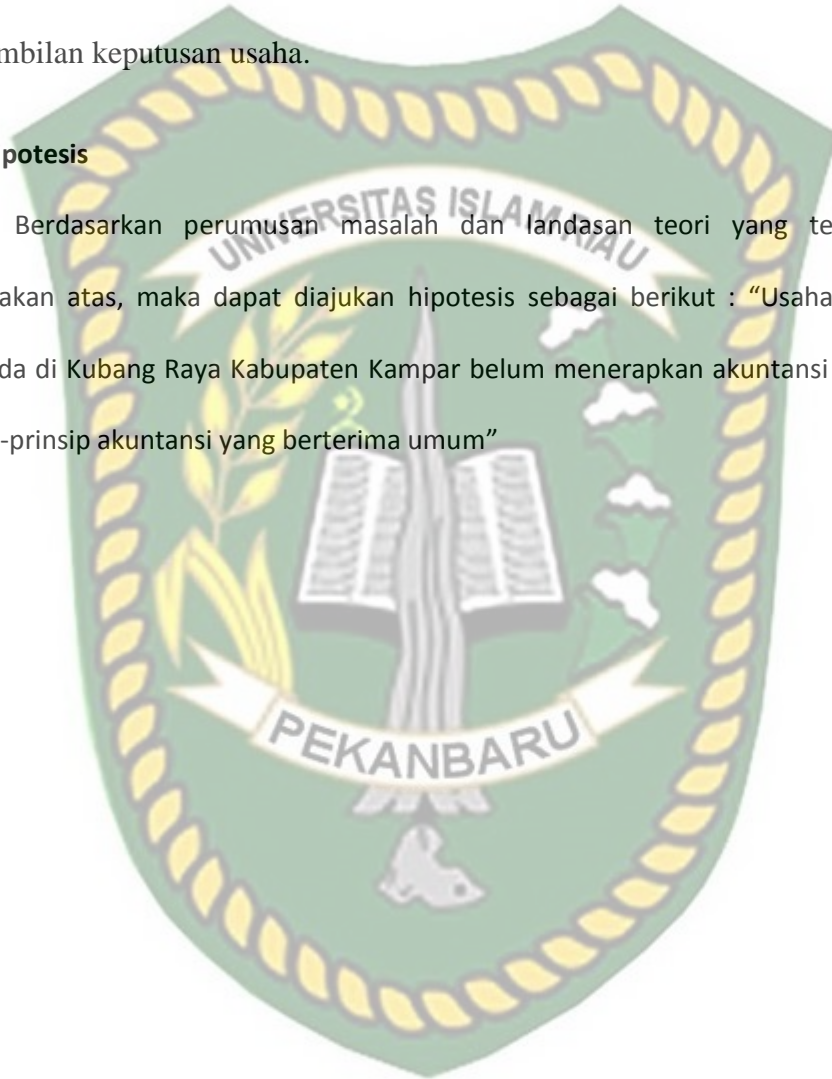 mbilan keputusan usaha.
potesis
Berdasarkan perumusan masalah dan landasan teori yang te
akan atas, maka dapat diajukan hipotesis sebagai berikut : “Usaha
da di Kubang Raya Kabupaten Kampar belum menerapkan akuntansi
-prinsip akuntansi yang berterima umum”
UNIVERSITAS ISLAM RIAU
PEKANBARU